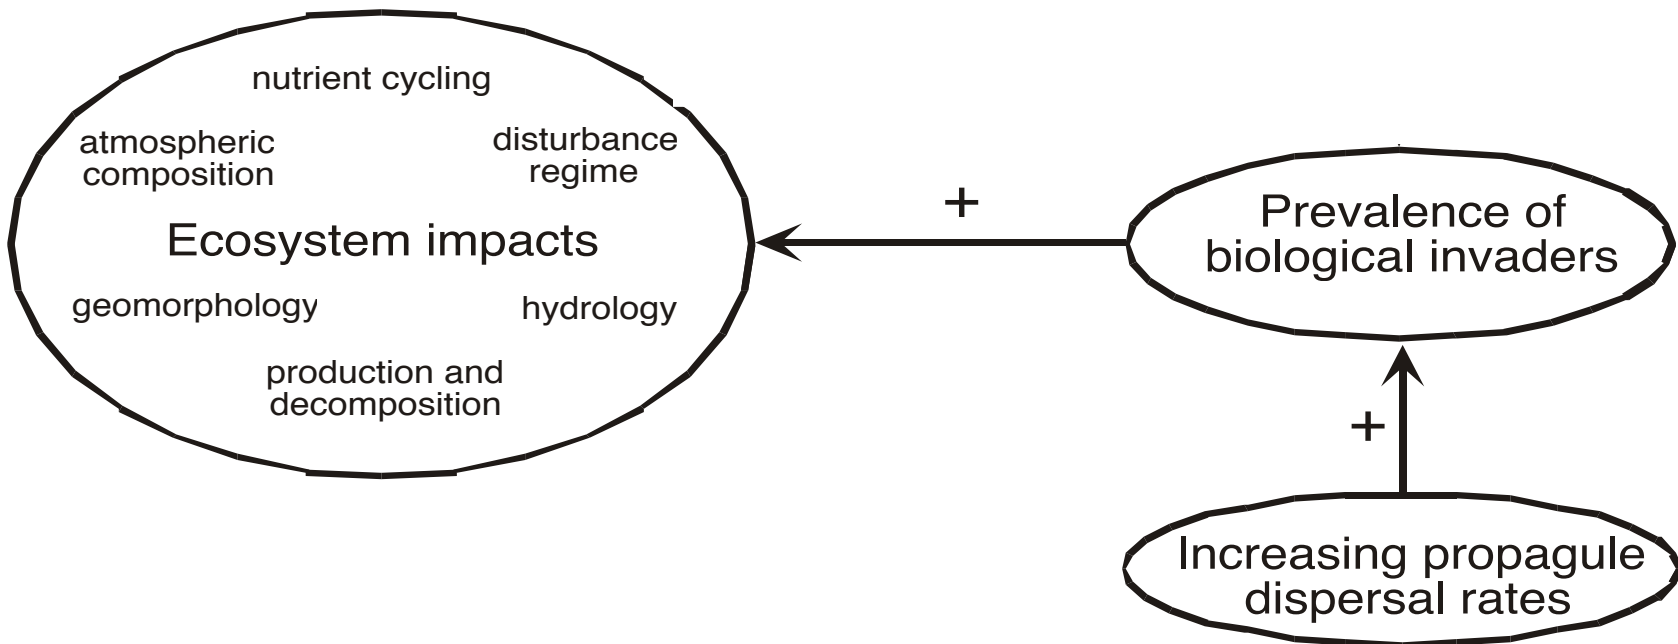 nutrient cycling
atmospheric
composition
disturbance
regime
Ecosystem impacts
geomorphology
hydrology
production and
decomposition
+
Prevalence of
biological invaders
+
Increasing propagule
dispersal rates